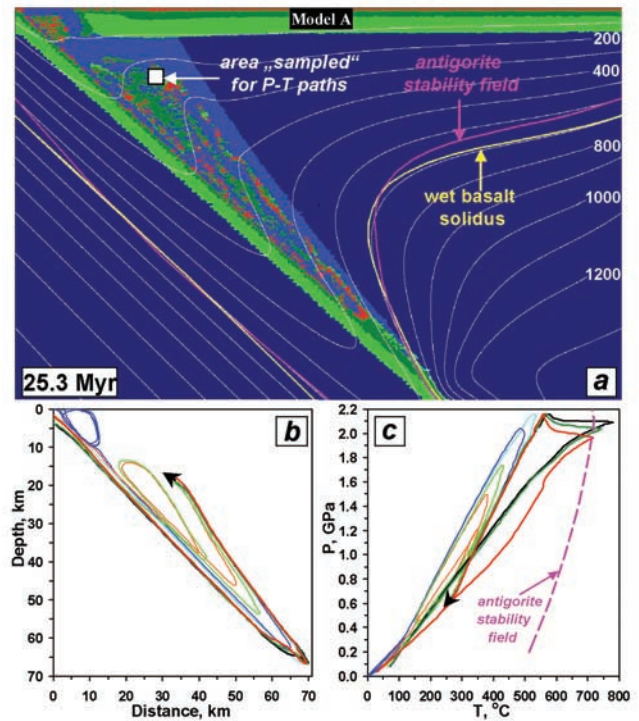 Model A
200
area „sampled“
for P-T paths
antigorite
stability field
400
800
wet basalt
solidus
1000
1200
25.3 Myr
a
b
Depth, km
0
10
20
30
40
50
60
70
0 10 20 30 40 50 60 70
Distance, km
c
P, GPa
2.2
2.0
1.8
1.6
1.4
1.2
1.0
0.8
0.6
0.4
0.2
0
antigorite
stability
field
0 100 200 300 400 500 600 700 800
T, °C